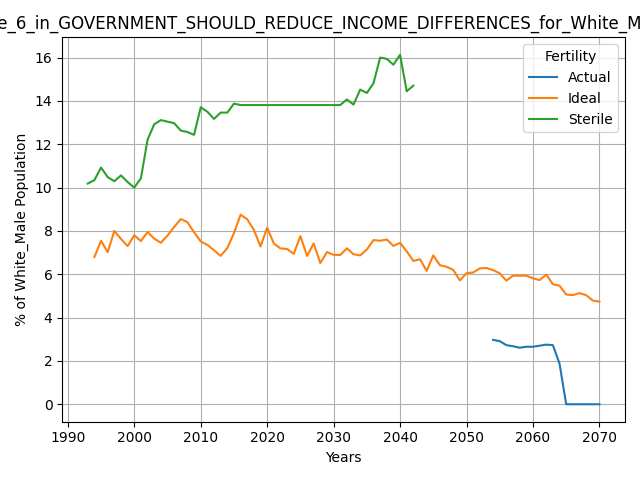 e_6_in_GOVERNMENT_SHOULD_REDUCE_INCOME_DIFFERENCES_for_White_M
Fertility
Actual
Ideal
Sterile
% of White_Male Population
16
14
12
10
8
6
4
2
0
1990 2000 2010 2020 2030 2040 2050 2060 2070
Years